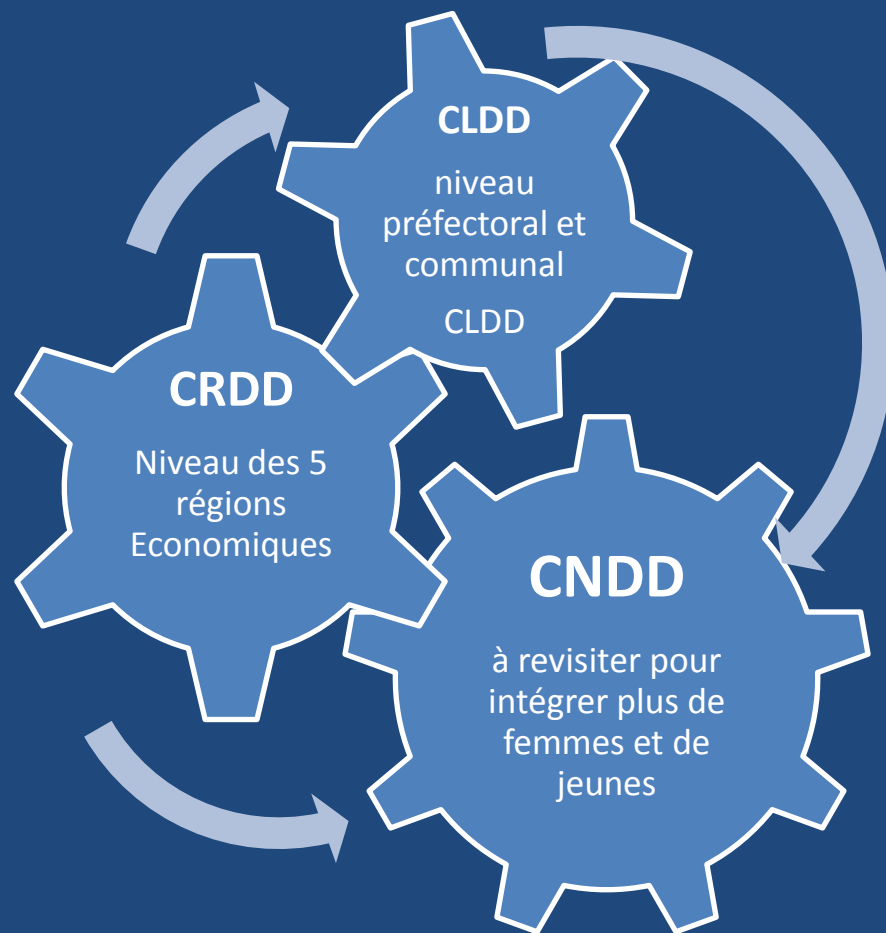 CLDD
niveau
préfectoral et
communal
CLDD
CRDD
Niveau des 5
régions
Economiques
CNDD
à revisiter pour
intégrer plus de
femmes et de
jeunes